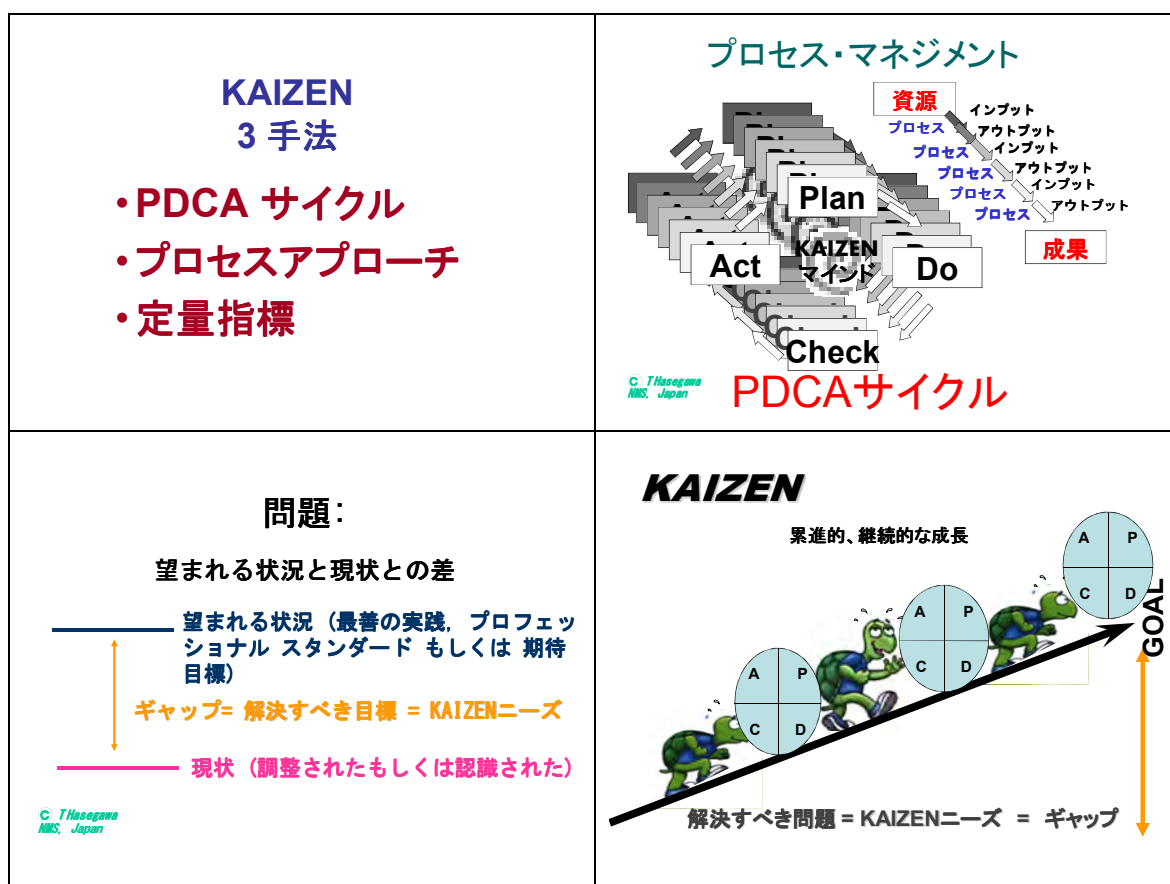 KAIZEN
3 手法
・PDCA サイクル
・プロセスアプローチ
・定量指標
プロセス・マネジメント
資源
インプット
プロセス
アウトプット
インプット
プロセス
アウトプット
プロセス
インプット
プロセス
アウトプット
プロセス
成果
Plan
KAIZEN
マインド
Act
Do
Check
© THasegawa
NMS, Japan
PDCAサイクル
問題：
望まれる状況と現状との差
望まれる状況（最善の実践, プロフェッ
ショナル スタンダード もしくは 期待
目標）
ギャップ= 解決すべき目標 = KAIZENニーズ
現状（調整されたもしくは認識された）
© THasegawa
NMS, Japan
KAIZEN
累進的、継続的な成長
A P
C D
A P
C D
A P
C D
GOAL
解決すべき問題 = KAIZENニーズ = ギャップ